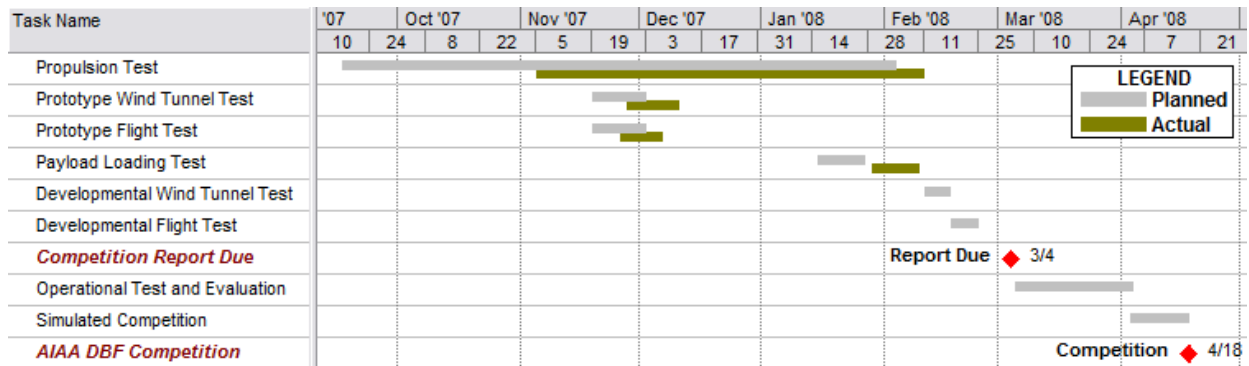 Task Name '07 Oct '07 Nov '07 Dec '07 Jan '08 Feb '08 Mar '08 Apr '08
10 24 8 22 5 19 3 17 31 14 28 11 25 10 24 7 21
Propulsion Test
LEGEND
Planned
Actual
Prototype Wind Tunnel Test
Prototype Flight Test
Payload Loading Test
Developmental Wind Tunnel Test
Developmental Flight Test
Competition Report Due Report Due 3/4
Operational Test and Evaluation
Simulated Competition
AIAA DBF Competition Competition 4/18